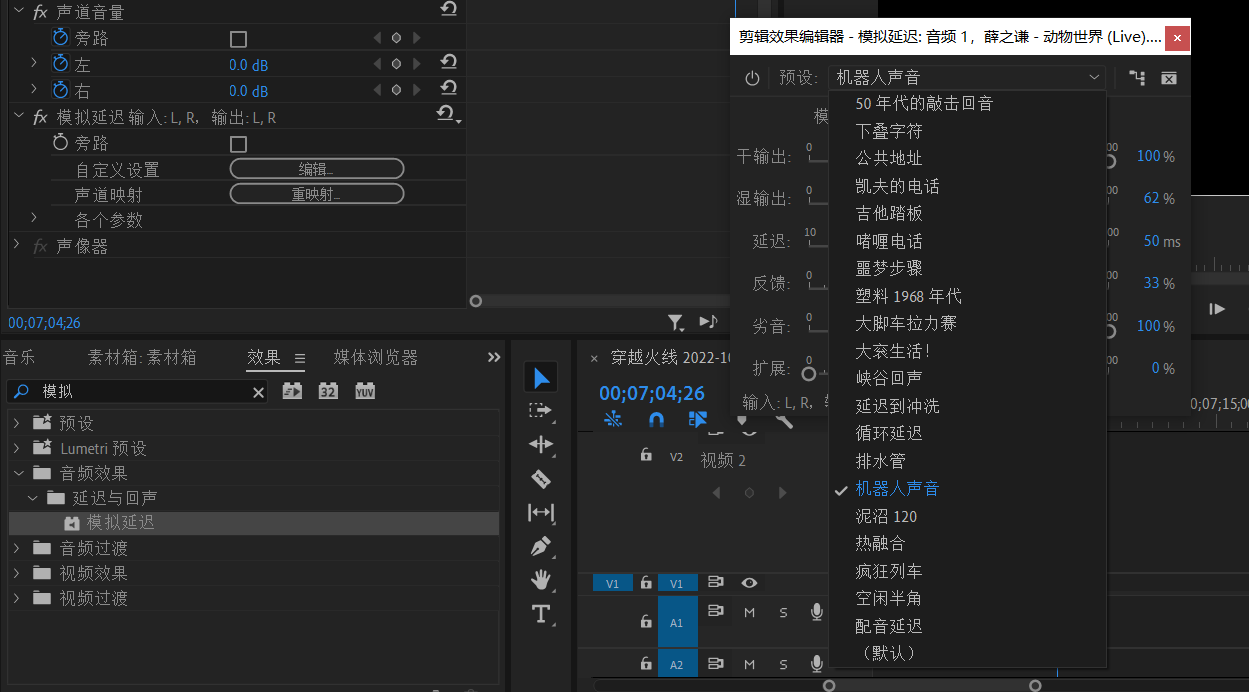 fx 声道音量
旁路
左 0.0 dB
右 0.0 dB
fx 模拟延迟 输入: L, R， 输出: L, R
旁路
自定义设置 编辑...
声道映射 重映射...
各个参数
fx 声像器
00;07;04;26
音乐 素材箱: 素材箱 效果 媒体浏览器
模拟
32 YUV
预设
Lumetri 预设
音频效果
延迟与回声
模拟延迟
音频过渡
视频效果
视频过渡
T
× 穿越火线 2022-10
00;07;04;26
0;07;15;00
V2 视频 2
V1 V1
A1 M S
A2 M S
剪辑效果编辑器 - 模拟延迟: 音频 1，薛之谦 - 动物世界 (Live)....
预设: 机器人声音
模
干输出: 0 00 100 %
湿输出: 0 00 62 %
延迟: 10 00 50 ms
反馈: 0 00 33 %
劣音: 0 00 100 %
扩展: 0 00 0 %
输入: L, R，
50 年代的敲击回音
下叠字符
公共地址
凯夫的电话
吉他踏板
啫喱电话
噩梦步骤
塑料 1968 年代
大脚车拉力赛
大衮生活！
峡谷回声
延迟到冲洗
循环延迟
排水管
机器人声音
泥沼 120
热融合
疯狂列车
空闲半角
配音延迟
（默认）